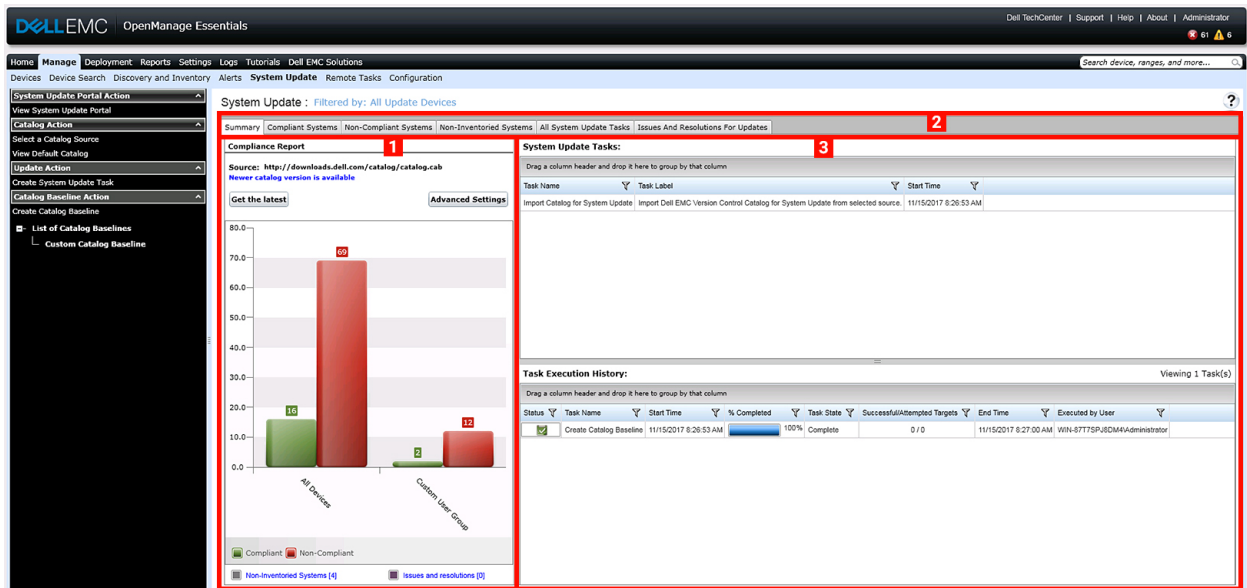 DELLEMC OpenManage Essentials
Dell TechCenter | Support | Help | About | Administrator
61 6
Home Manage Deployment Reports Settings Logs Tutorials Dell EMC Solutions
Search device, ranges, and more...
Devices Device Search Discovery and Inventory Alerts System Update Remote Tasks Configuration
System Update Portal Action
View System Update Portal
Catalog Action
Select a Catalog Source
View Default Catalog
Update Action
Create System Update Task
Catalog Baseline Action
Create Catalog Baseline
List of Catalog Baselines
Custom Catalog Baseline
System Update : Filtered by: All Update Devices
?
2
Summary Compliant Systems Non-Compliant Systems Non-Inventoried Systems All System Update Tasks Issues And Resolutions For Updates
Compliance Report
1
Source: http://downloads.dell.com/catalog/catalog.cab
Newer catalog version is available
Get the latest Advanced Settings
80.0
70.0
60.0
50.0
40.0
30.0
20.0
10.0
0.0
16
69
2
12
All Devices
Custom User Group
Compliant Non-Compliant
Non-Inventoried Systems [4] Issues and resolutions [0]
System Update Tasks:
3
Drag a column header and drop it here to group by that column
Task Name Task Label Start Time
Import Catalog for System Update Import Dell EMC Version Control Catalog for System Update from selected source. 11/15/2017 8:26:53 AM
Task Execution History: Viewing 1 Task(s)
Drag a column header and drop it here to group by that column
Status Task Name Start Time % Completed Task State Successful/Attempted Targets End Time Executed by User
Create Catalog Baseline 11/15/2017 8:26:53 AM 100% Complete 0 / 0 11/15/2017 8:27:00 AM WIN-87T7SPJ8DM4\Administrator